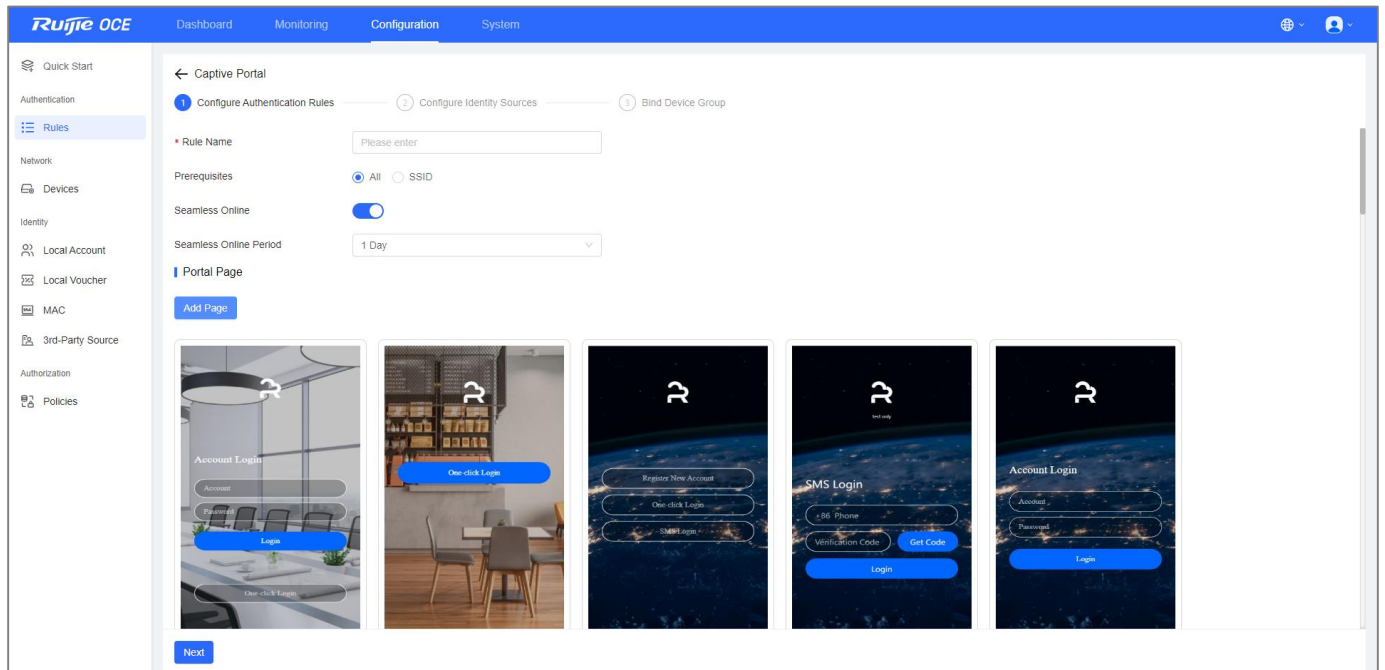 Ruijie OCE Dashboard Monitoring Configuration System
Quick Start
Authentication
Rules
Network
Devices
Identity
Local Account
Local Voucher
MAC
3rd-Party Source
Authorization
Policies
← Captive Portal
1 Configure Authentication Rules 2 Configure Identity Sources 3 Bind Device Group
* Rule Name Please enter
Prerequisites All SSID
Seamless Online
Seamless Online Period 1 Day
Portal Page
Add Page
Account Login
Account
Password
Login
One-click Login
One-click Login
Register New Account
One-click Login
SMS Login
test only
SMS Login
+86 Phone
Verification Code Get Code
Login
Account Login
Account
Password
Login
Next